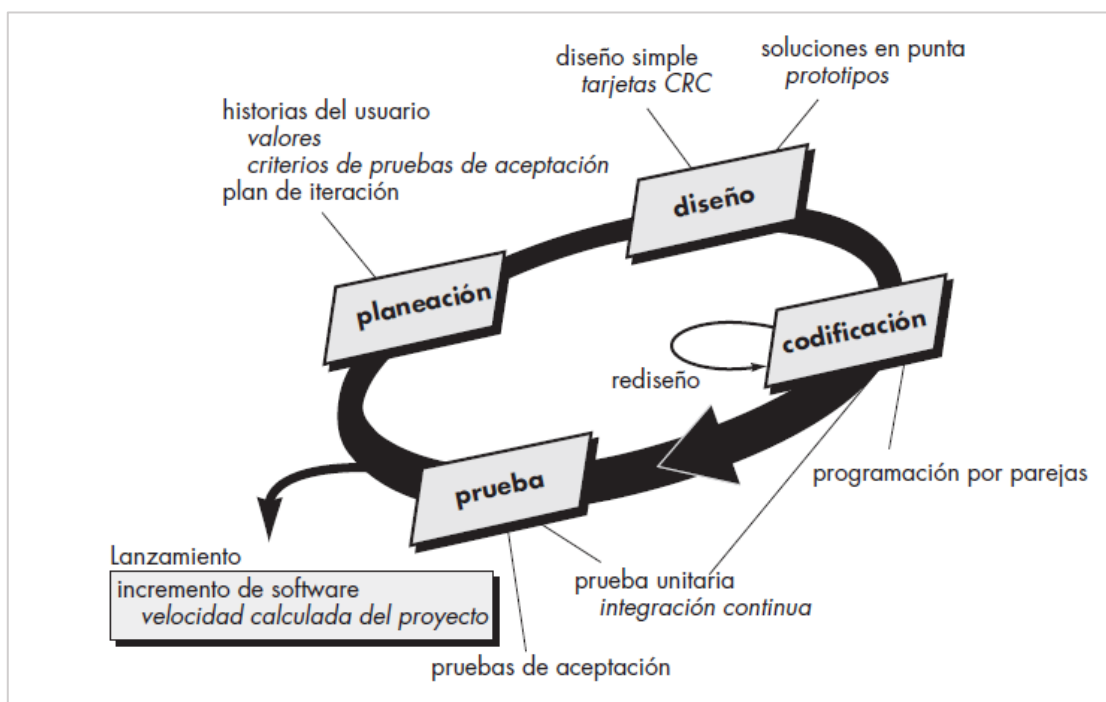 diseño simple
tarjetas CRC
soluciones en punta
prototipos
historias del usuario
valores
criterios de pruebas de aceptación
plan de iteración
diseño
planeación
codificación
rediseño
prueba
programación por parejas
Lanzamiento
incremento de software
velocidad calculada del proyecto
prueba unitaria
integración continua
pruebas de aceptación